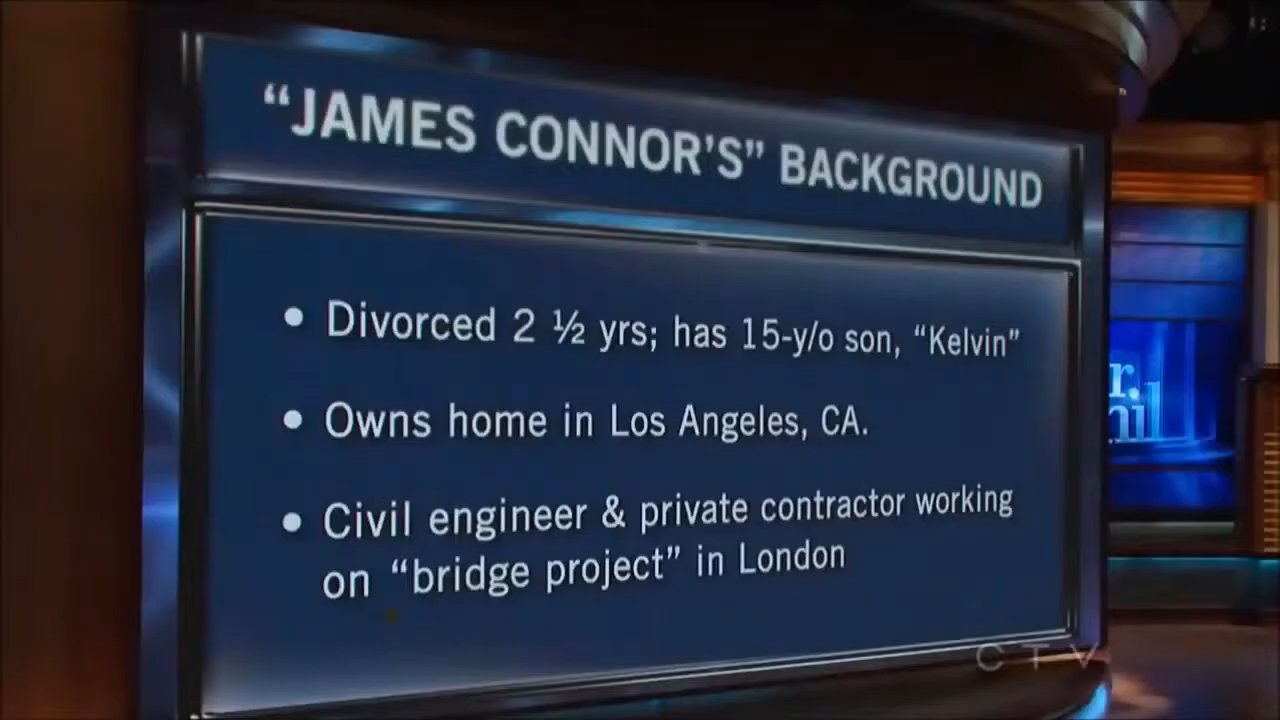 “JAMES CONNOR’S” BACKGROUND
• Divorced 2 ½ yrs; has 15-y/o son, “Kelvin”
• Owns home in Los Angeles, CA.
• Civil engineer & private contractor working
on “bridge project” in London
r.
hil
CTV